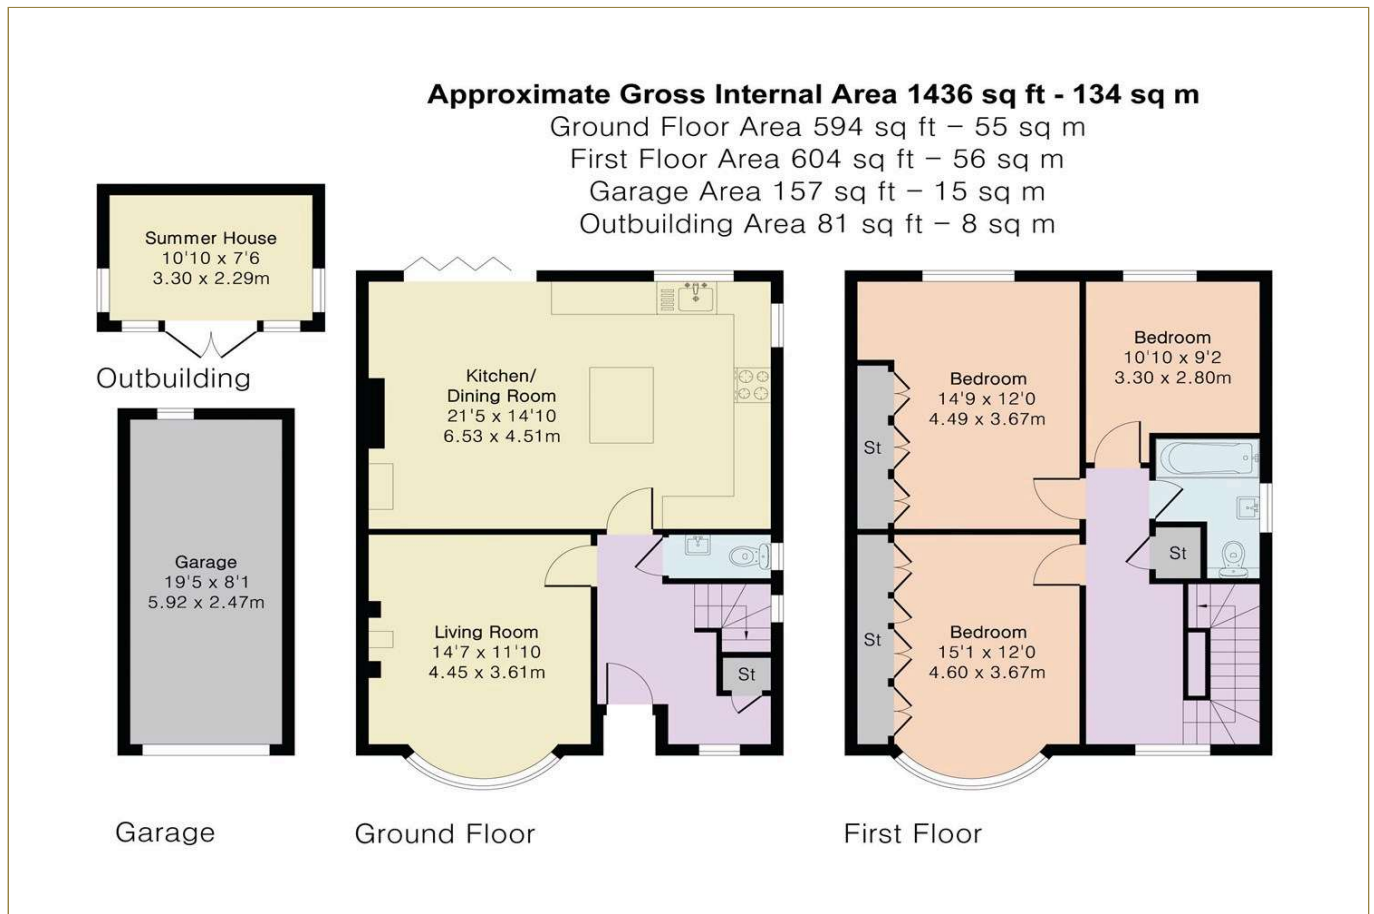 Approximate Gross Internal Area 1436 sq ft - 134 sq m
Ground Floor Area 594 sq ft – 55 sq m
First Floor Area 604 sq ft – 56 sq m
Garage Area 157 sq ft – 15 sq m
Outbuilding Area 81 sq ft – 8 sq m
Summer House
10'10 x 7'6
3.30 x 2.29m
Outbuilding
Garage
19'5 x 8'1
5.92 x 2.47m
Garage
Kitchen/
Dining Room
21'5 x 14'10
6.53 x 4.51m
Living Room
14'7 x 11'10
4.45 x 3.61m
St
Ground Floor
Bedroom
14'9 x 12'0
4.49 x 3.67m
St
Bedroom
10'10 x 9'2
3.30 x 2.80m
St
St
Bedroom
15'1 x 12'0
4.60 x 3.67m
First Floor